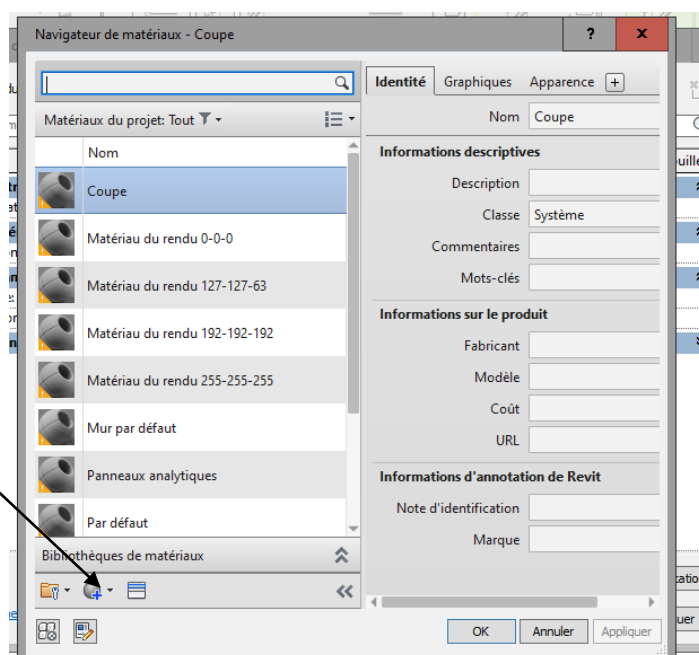 Navigateur de matériaux - Coupe
?
x
Identité Graphiques Apparence +
Matériaux du projet: Tout
Nom
Coupe
Matériau du rendu 0-0-0
Matériau du rendu 127-127-63
Matériau du rendu 192-192-192
Matériau du rendu 255-255-255
Mur par défaut
Panneaux analytiques
Par défaut
Bibliothèques de matériaux
Nom Coupe
Informations descriptives
Description
Classe Système
Commentaires
Mots-clés
Informations sur le produit
Fabricant
Modèle
Coût
URL
Informations d'annotation de Revit
Note d'identification
Marque
OK Annuler Appliquer